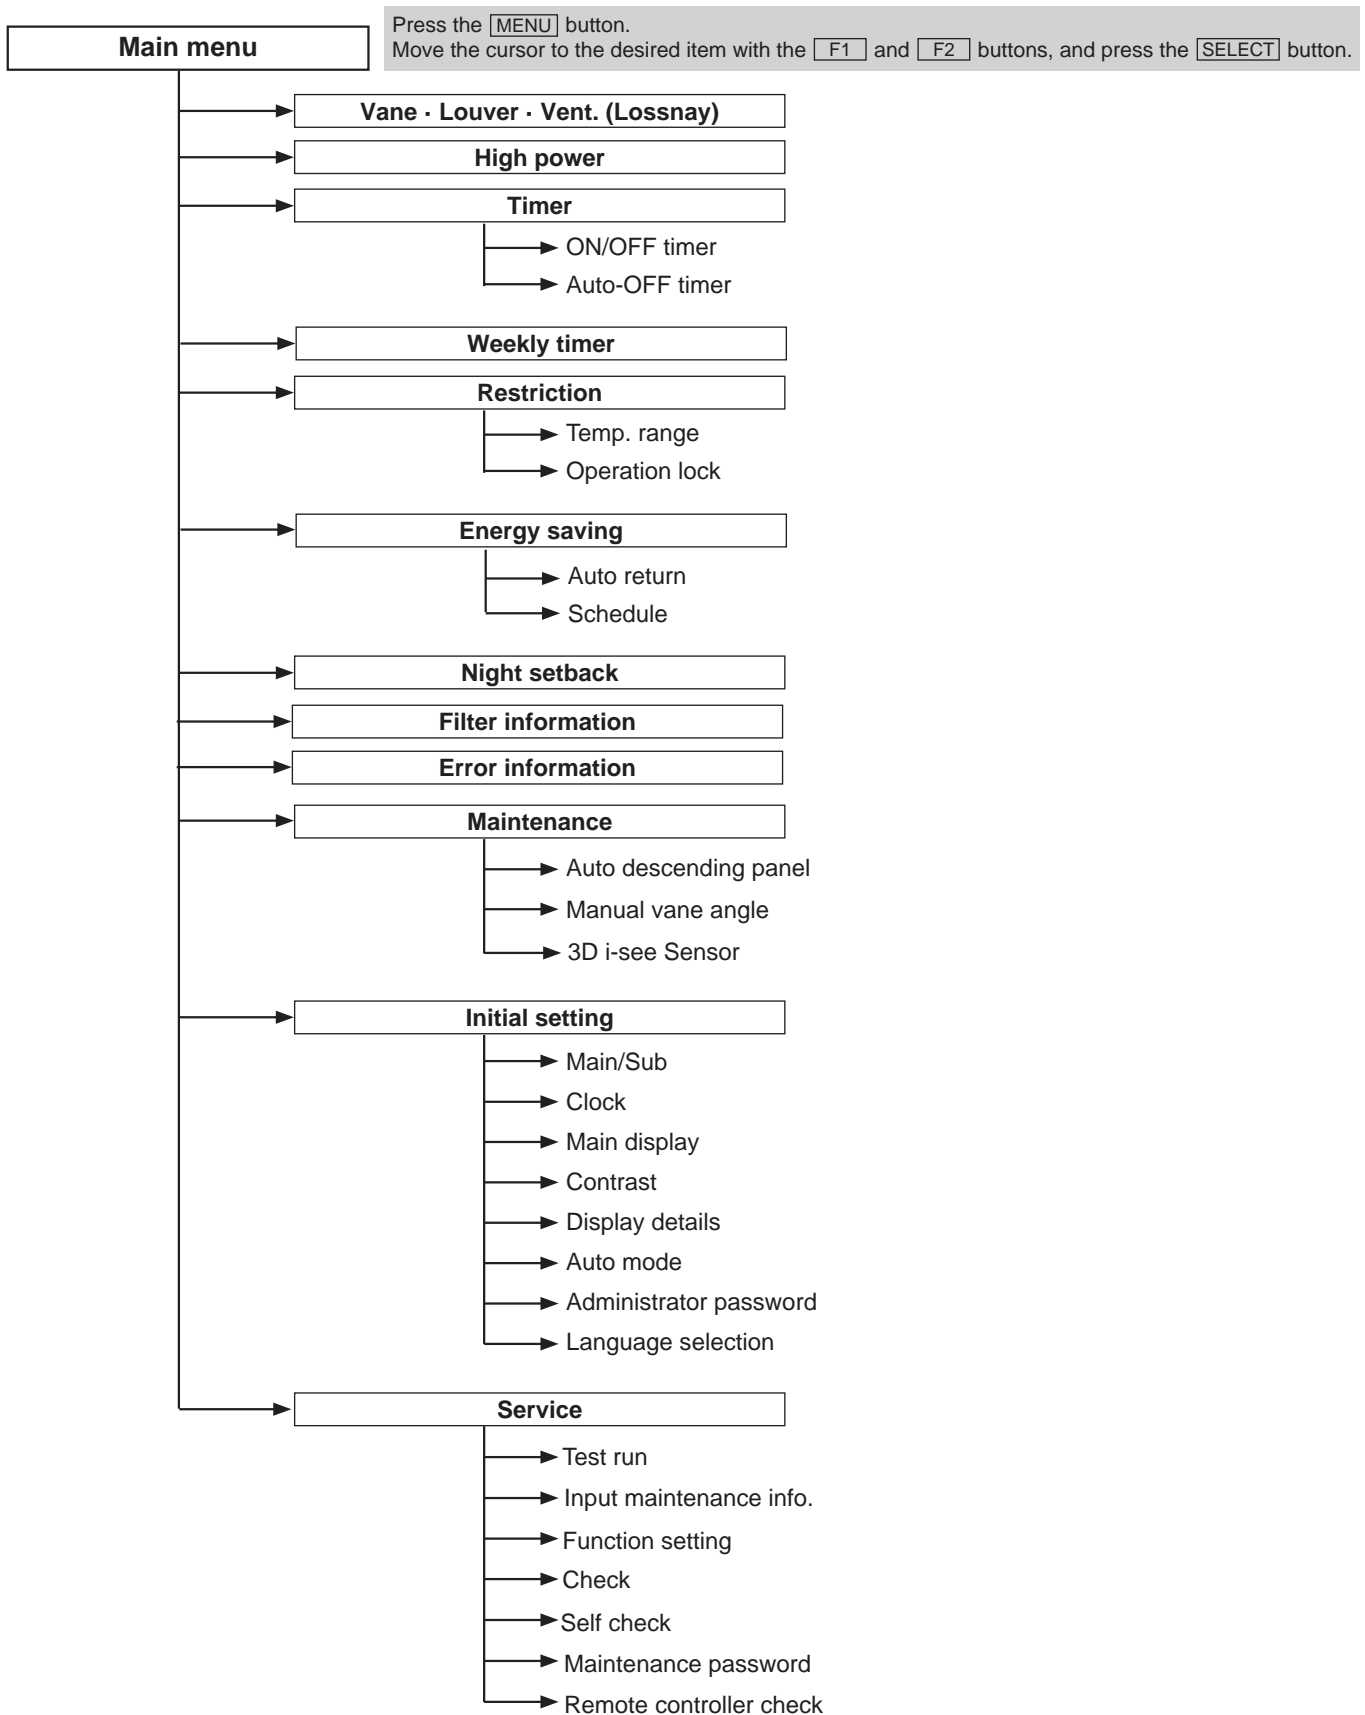 Main menu
Press the MENU button.
Move the cursor to the desired item with the F1 and F2 buttons, and press the SELECT button.
Vane · Louver · Vent. (Lossnay)
High power
Timer
ON/OFF timer
Auto-OFF timer
Weekly timer
Restriction
Temp. range
Operation lock
Energy saving
Auto return
Schedule
Night setback
Filter information
Error information
Maintenance
Auto descending panel
Manual vane angle
3D i-see Sensor
Initial setting
Main/Sub
Clock
Main display
Contrast
Display details
Auto mode
Administrator password
Language selection
Service
Test run
Input maintenance info.
Function setting
Check
Self check
Maintenance password
Remote controller check